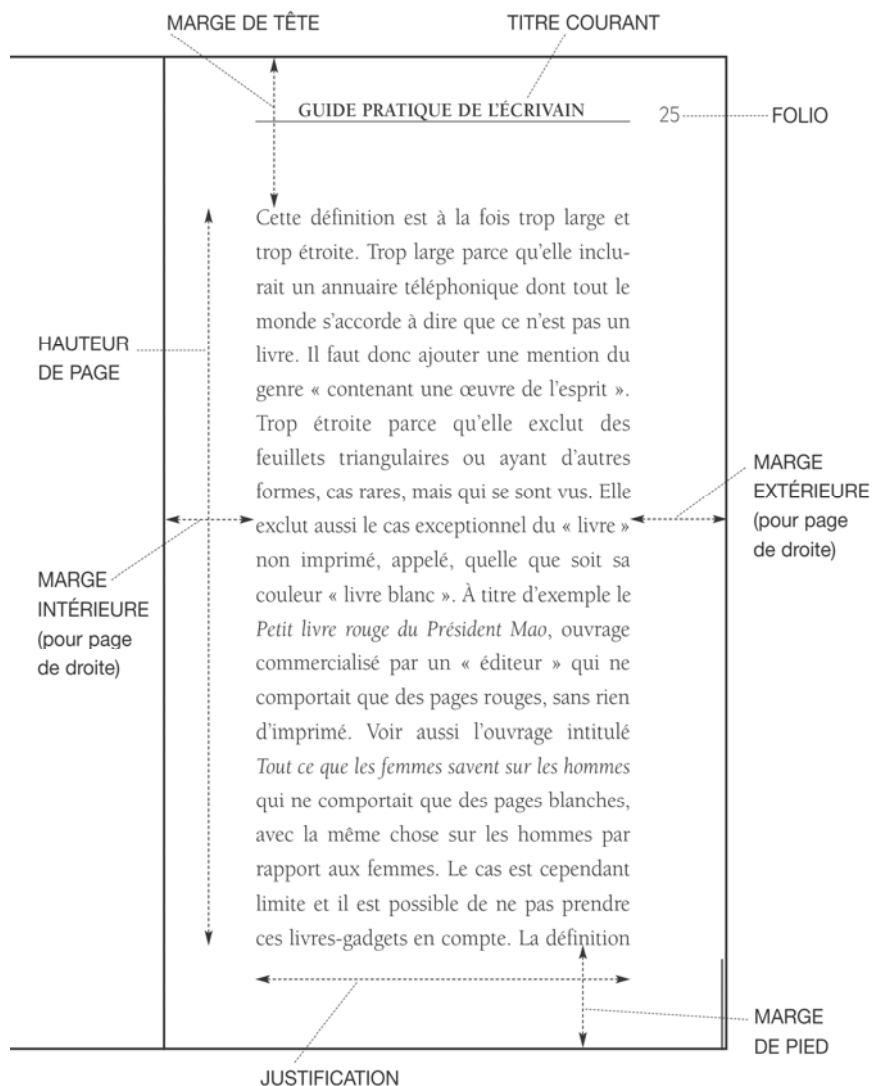 MARGE DE TÊTE
TITRE COURANT
GUIDE PRATIQUE DE L'ÉCRIVAIN
25
FOLIO
Cette définition est à la fois trop large et
trop étroite. Trop large parce qu'elle inclu-
rait un annuaire téléphonique dont tout le
monde s'accorde à dire que ce n'est pas un
livre. Il faut donc ajouter une mention du
genre « contenant une œuvre de l'esprit ».
Trop étroite parce qu'elle exclut des
feuillets triangulaires ou ayant d'autres
formes, cas rares, mais qui se sont vus. Elle
exclut aussi le cas exceptionnel du « livre »
non imprimé, appelé, quelle que soit sa
couleur « livre blanc ». À titre d'exemple le
Petit livre rouge du Président Mao, ouvrage
commercialisé par un « éditeur » qui ne
comportait que des pages rouges, sans rien
d'imprimé. Voir aussi l'ouvrage intitulé
Tout ce que les femmes savent sur les hommes
qui ne comportait que des pages blanches,
avec la même chose sur les hommes par
rapport aux femmes. Le cas est cependant
limite et il est possible de ne pas prendre
ces livres-gadgets en compte. La définition
HAUTEUR
DE PAGE
MARGE
INTÉRIEURE
(pour page
de droite)
MARGE
EXTÉRIEURE
(pour page
de droite)
MARGE
DE PIED
JUSTIFICATION